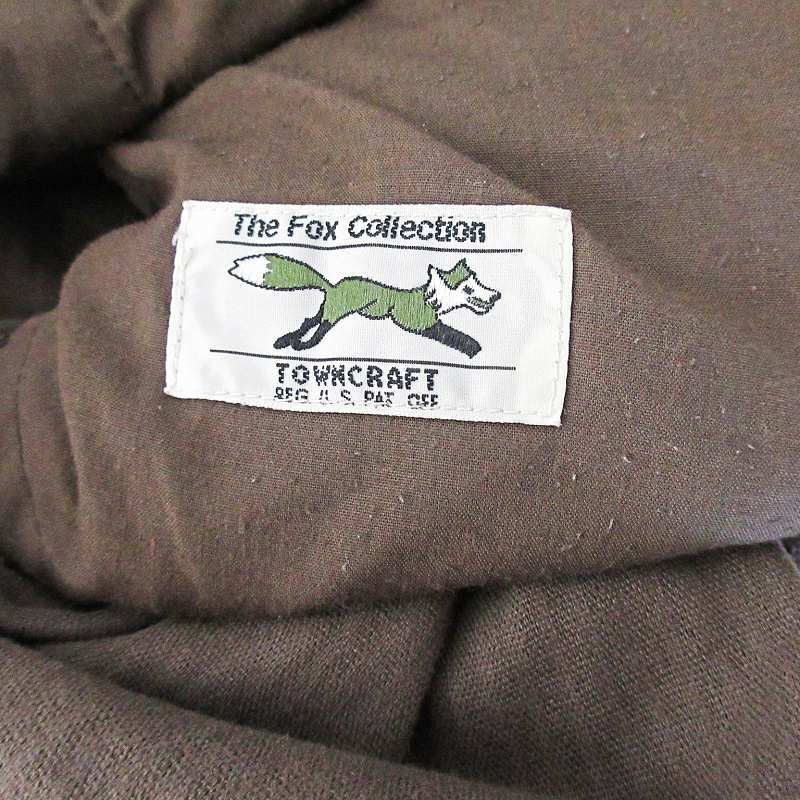 The Fox Collection
TOWNCRAFT
REG. U.S. PAT. OFF